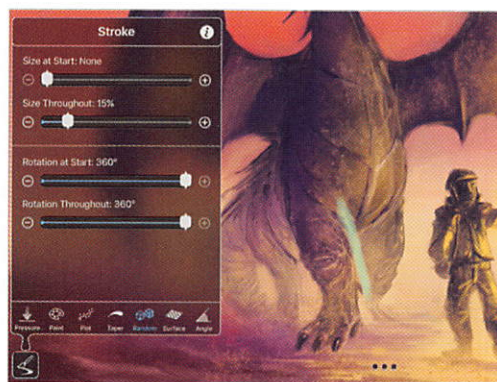 Stroke
Size at Start: None
Size Throughout: 15%
Rotation at Start: 360°
Rotation Throughout: 360°
Pressure Paint Plot Taper Random Surface Angle